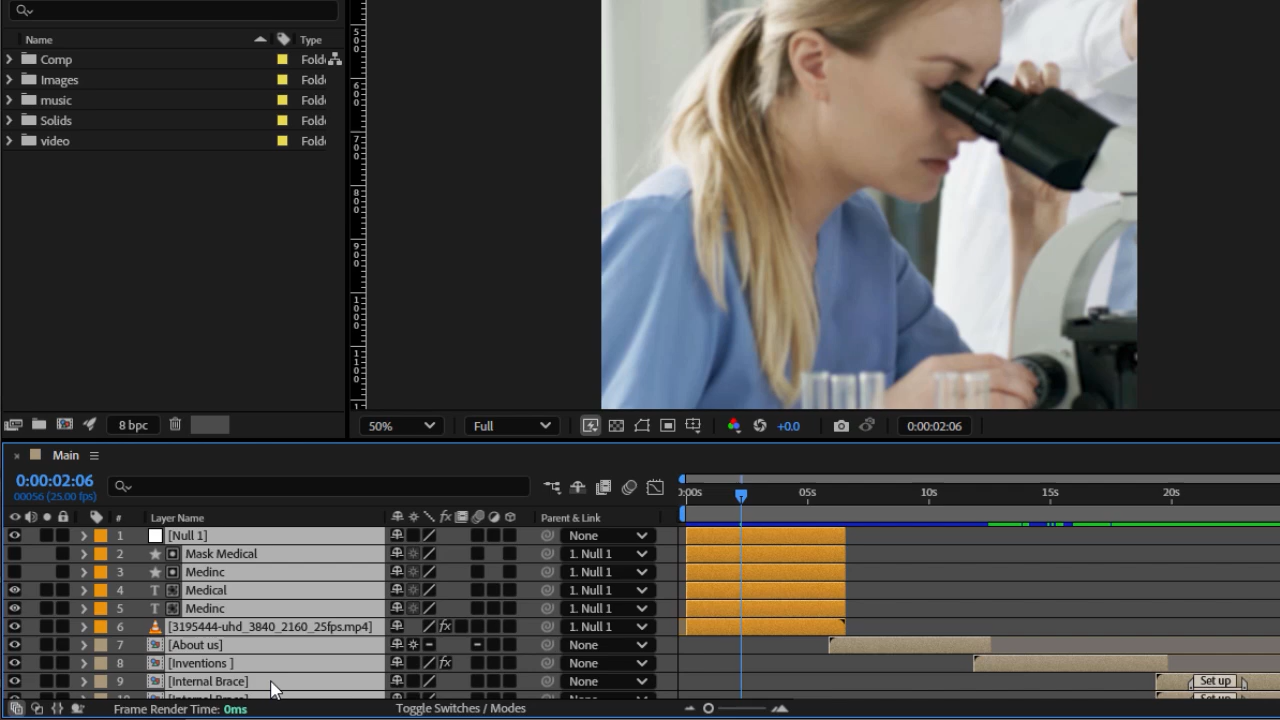 Name Type
Comp Fold
Images Fold
music Fold
Solids Fold
video Fold
8 bpc
50% Full +0.0 0:00:02:06
Main
0:00:02:06
00056 (25.00 fps)
0:00s 05s 10s 15s 20s
# Layer Name Parent & Link
1 [Null 1] None
2 Mask Medical 1. Null 1
3 Medinc 1. Null 1
4 T Medical 1. Null 1
5 T Medinc 1. Null 1
6 [3195444-uhd_3840_2160_25fps.mp4] fx 1. Null 1
7 [About us] None
8 [Inventions ] fx None
9 [Internal Brace] None Set up
Frame Render Time: 0ms Toggle Switches / Modes